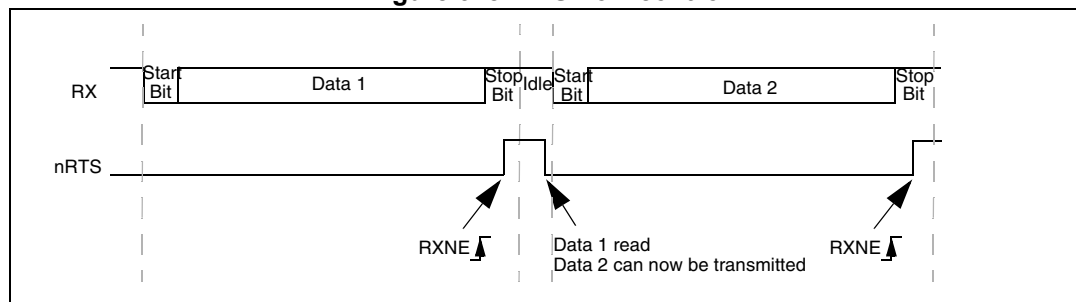 RX
Start
Bit
Data 1
Stop
Bit
Idle
Start
Bit
Data 2
Stop
Bit
nRTS
RXNE
Data 1 read
Data 2 can now be transmitted
RXNE